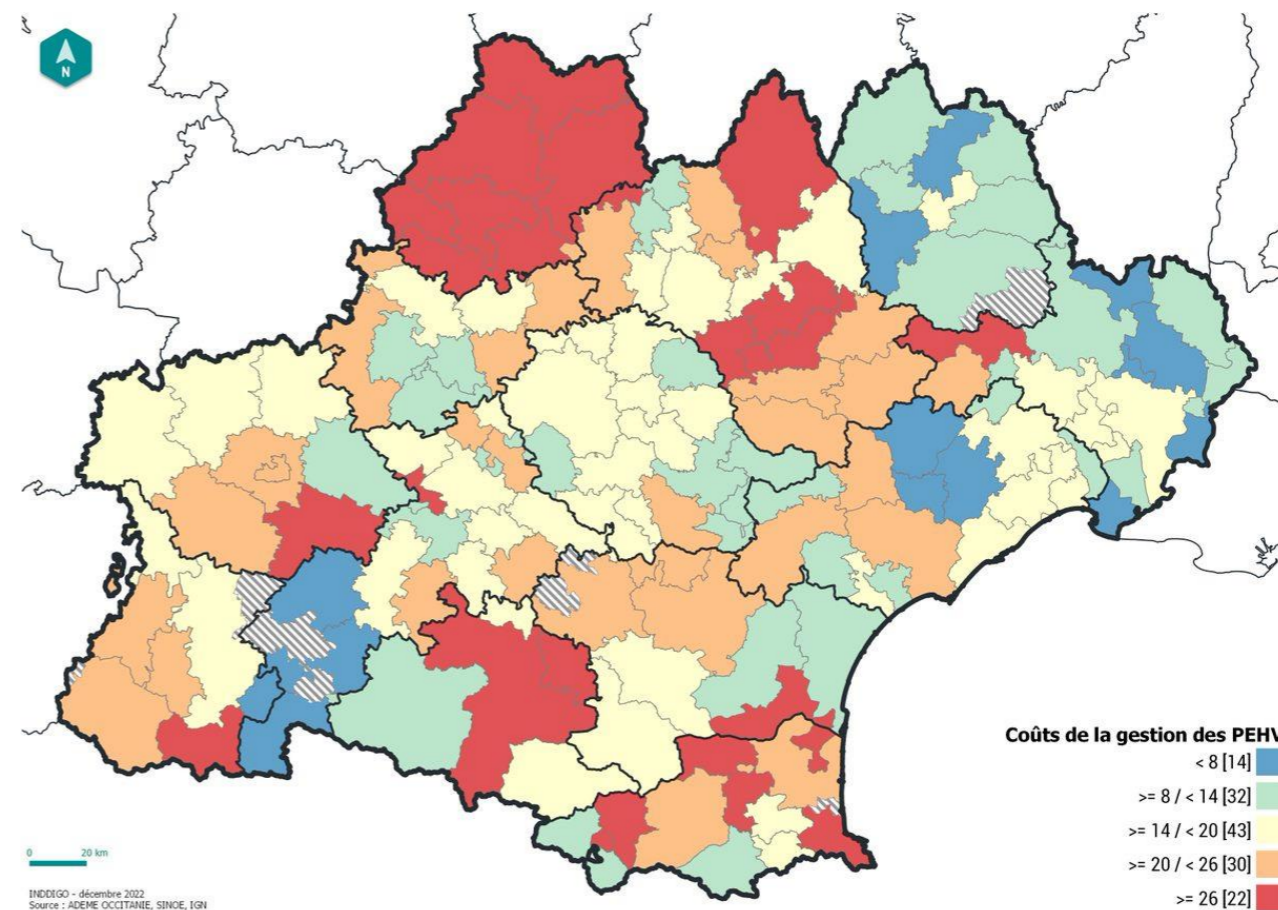 N
Coûts de la gestion des PEHV
< 8 [14]
>= 8 / < 14 [32]
>= 14 / < 20 [43]
>= 20 / < 26 [30]
>= 26 [22]
0 20 km
INDDIGO - décembre 2022
Source : ADEME OCCITANIE, SINOE, IGN